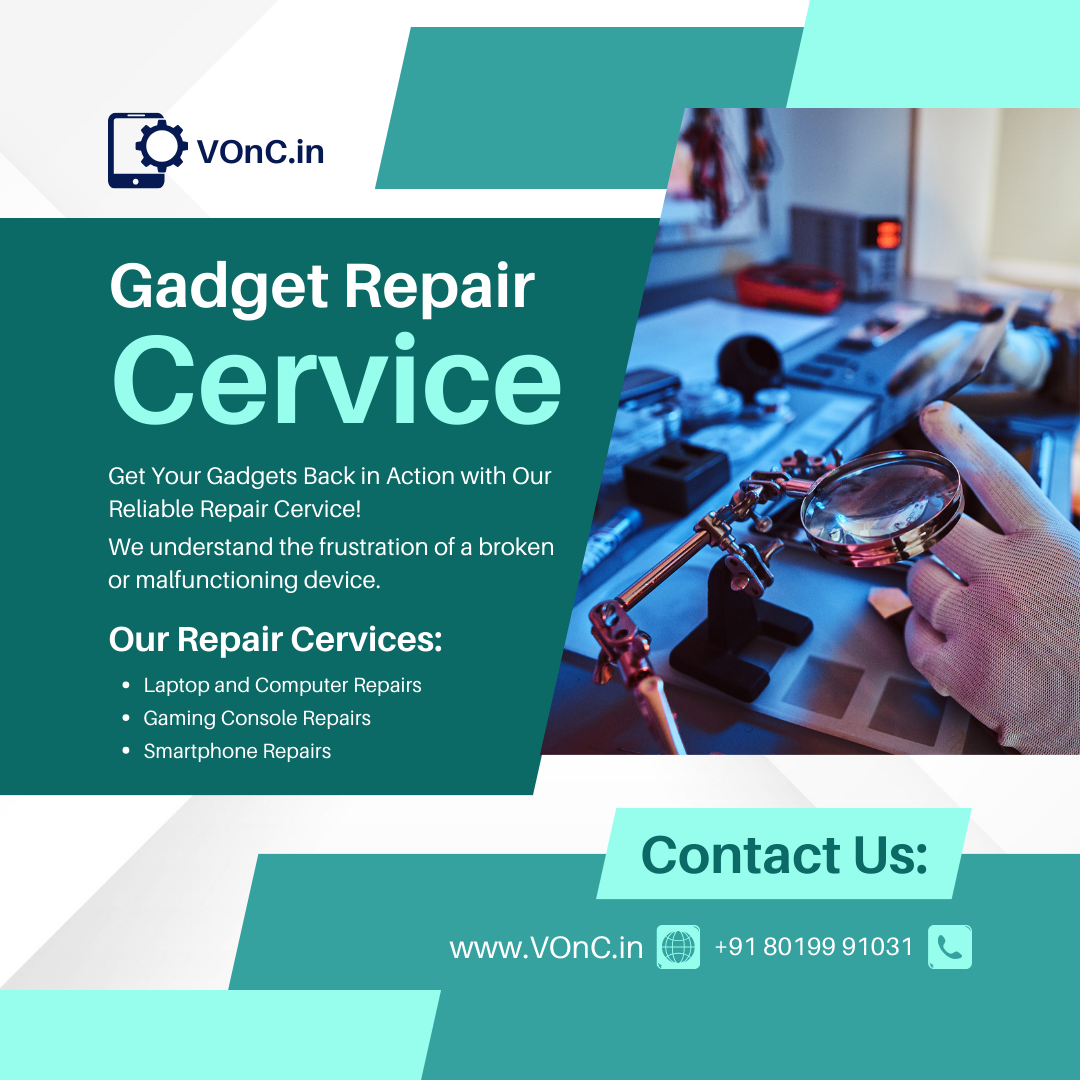 VOnC.in
Gadget Repair
Cervice
Get Your Gadgets Back in Action with Our
Reliable Repair Cervice!
We understand the frustration of a broken
or malfunctioning device.
Our Repair Cervices:
• Laptop and Computer Repairs
• Gaming Console Repairs
• Smartphone Repairs
Contact Us:
www.VOnC.in +91 80199 91031